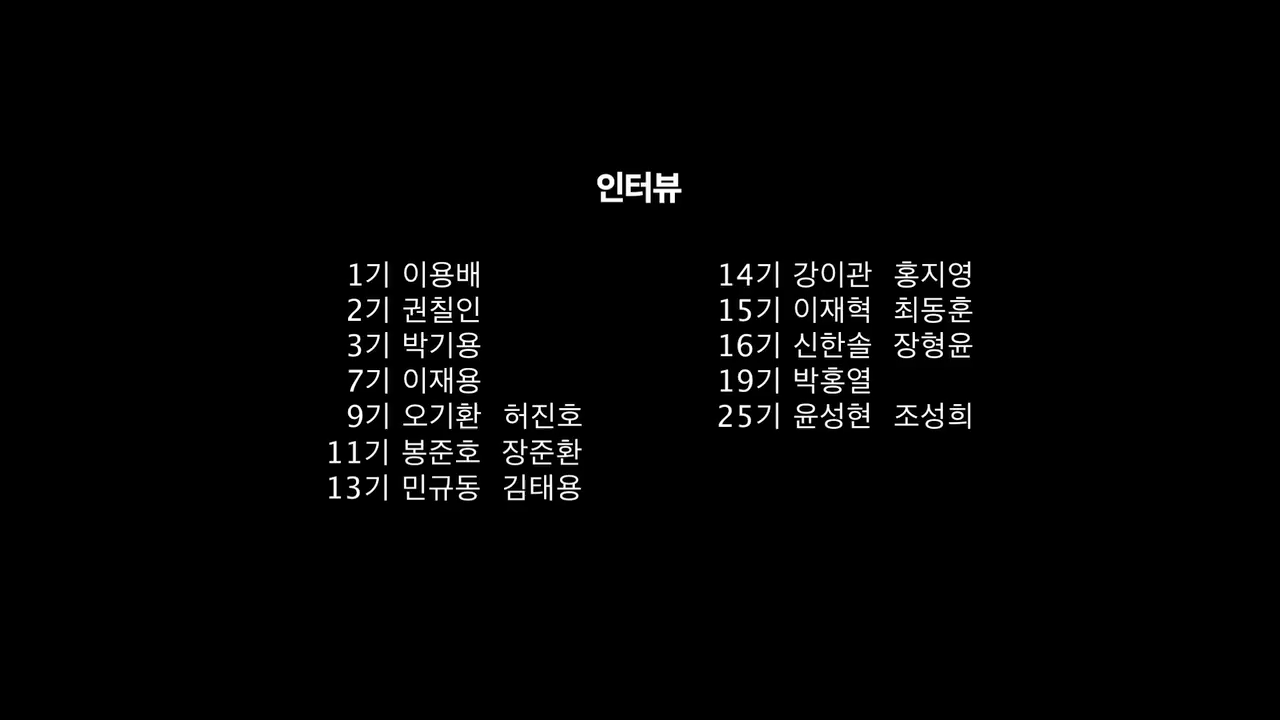 인터뷰
1기 이용배
2기 권칠인
3기 박기용
7기 이재용
9기 오기환 허진호
11기 봉준호 장준환
13기 민규동 김태용
14기 강이관 홍지영
15기 이재혁 최동훈
16기 신한솔 장형윤
19기 박홍열
25기 윤성현 조성희